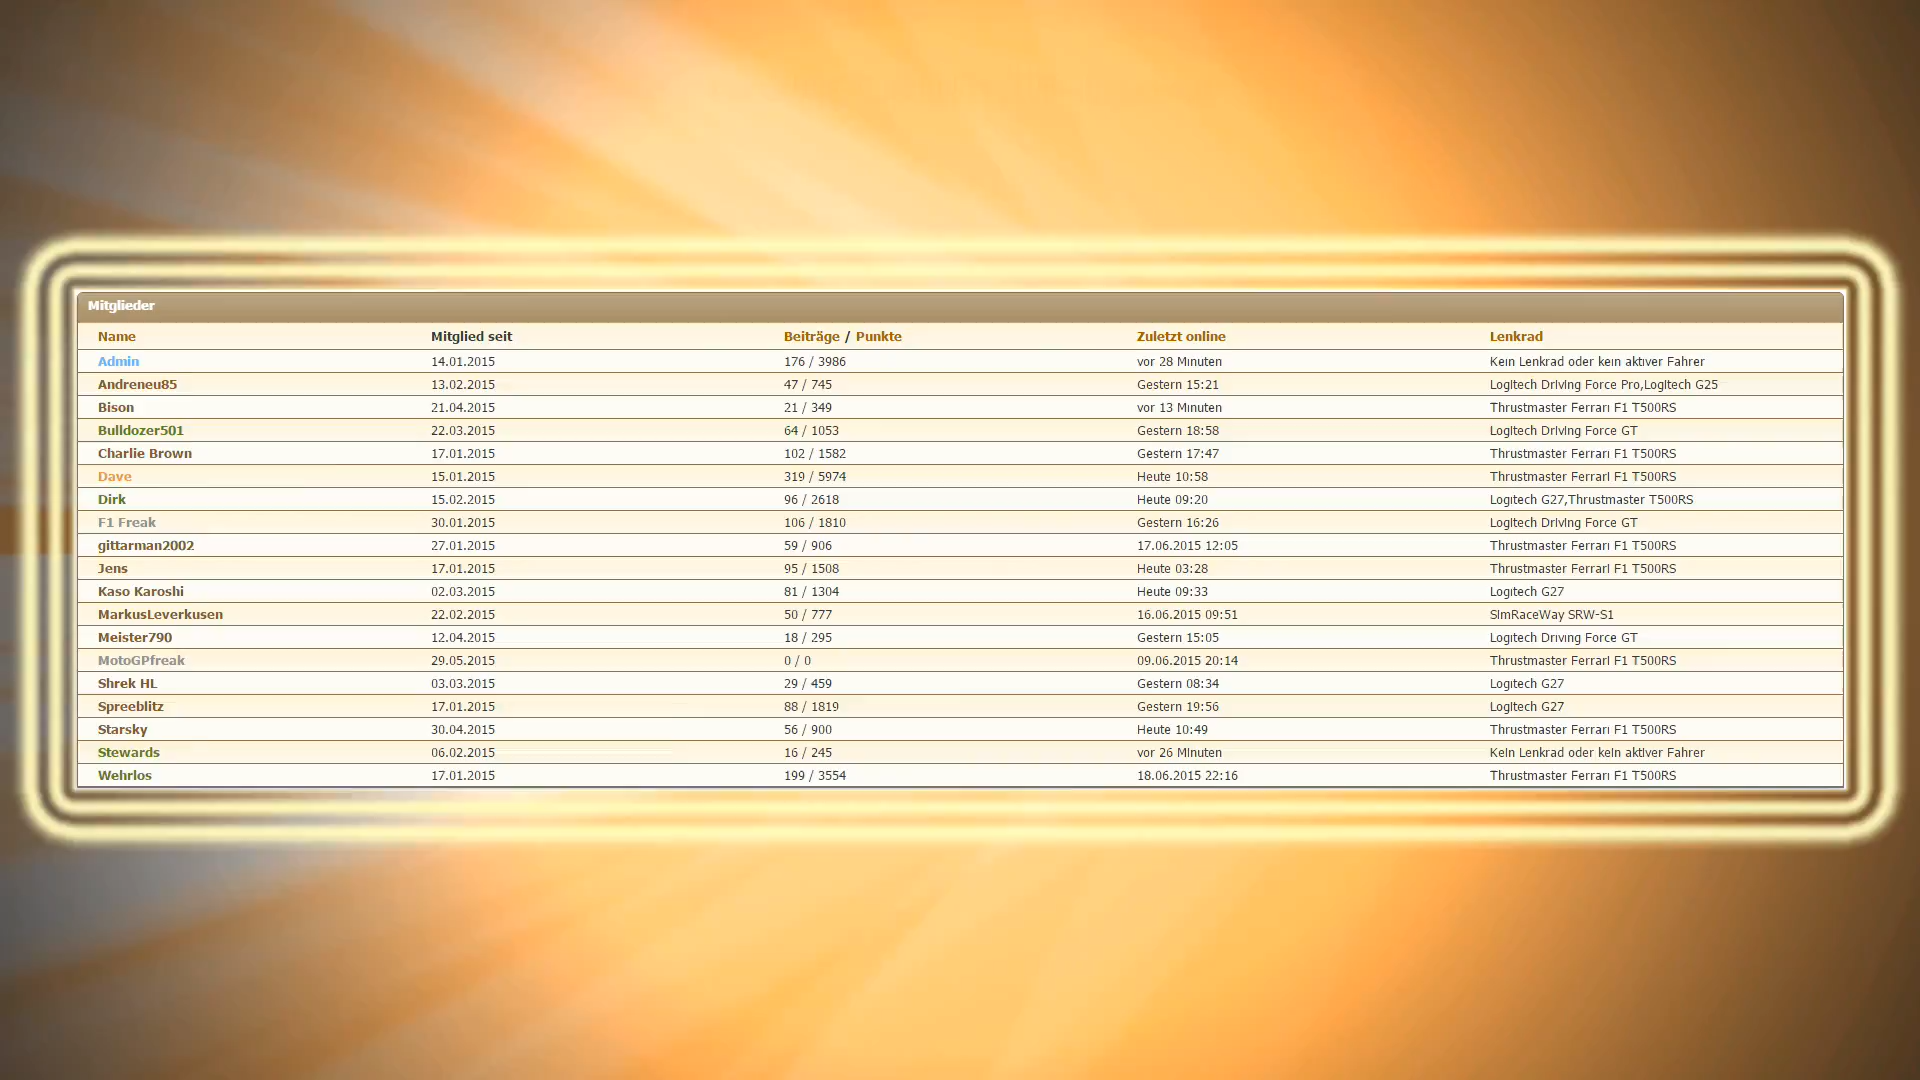 Mitglieder
Name Mitglied seit Beiträge / Punkte Zuletzt online Lenkrad
Admin 14.01.2015 176 / 3986 vor 28 Minuten Kein Lenkrad oder kein aktiver Fahrer
Andreneu85 13.02.2015 47 / 745 Gestern 15:21 Logitech Driving Force Pro,Logitech G25
Bison 21.04.2015 21 / 349 vor 13 Minuten Thrustmaster Ferrari F1 T500RS
Bulldozer501 22.03.2015 64 / 1053 Gestern 18:58 Logitech Driving Force GT
Charlie Brown 17.01.2015 102 / 1582 Gestern 17:47 Thrustmaster Ferrari F1 T500RS
Dave 15.01.2015 319 / 5974 Heute 10:58 Thrustmaster Ferrari F1 T500RS
Dirk 15.02.2015 96 / 2618 Heute 09:20 Logitech G27,Thrustmaster T500RS
F1 Freak 30.01.2015 106 / 1810 Gestern 16:26 Logitech Driving Force GT
gittarman2002 27.01.2015 59 / 906 17.06.2015 12:05 Thrustmaster Ferrari F1 T500RS
Jens 17.01.2015 95 / 1508 Heute 03:28 Thrustmaster Ferrari F1 T500RS
Kaso Karoshi 02.03.2015 81 / 1304 Heute 09:33 Logitech G27
MarkusLeverkusen 22.02.2015 50 / 777 16.06.2015 09:51 SimRaceWay SRW-S1
Meister790 12.04.2015 18 / 295 Gestern 15:05 Logitech Driving Force GT
MotoGPfreak 29.05.2015 0 / 0 09.06.2015 20:14 Thrustmaster Ferrari F1 T500RS
Shrek HL 03.03.2015 29 / 459 Gestern 08:34 Logitech G27
Spreeblitz 17.01.2015 88 / 1819 Gestern 19:56 Logitech G27
Starsky 30.04.2015 56 / 900 Heute 10:49 Thrustmaster Ferrari F1 T500RS
Stewards 06.02.2015 16 / 245 vor 26 Minuten Kein Lenkrad oder kein aktiver Fahrer
Wehrlos 17.01.2015 199 / 3554 18.06.2015 22:16 Thrustmaster Ferrari F1 T500RS